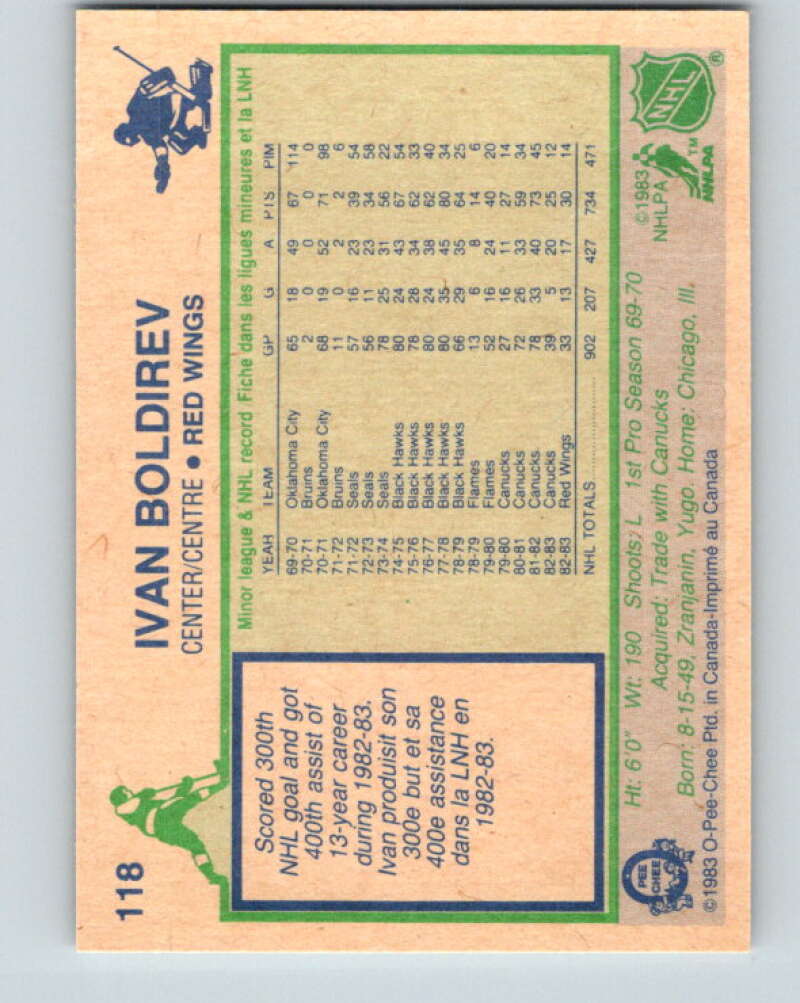 118
IVAN BOLDIREV
CENTER/CENTRE • RED WINGS
Scored 300th
NHL goal and got
400th assist of
13-year career
during 1982-83.
Ivan produisit son
300e but et sa
400e assistance
dans la LNH en
1982-83.
Minor league & NHL record Fiche dans les ligues mineures et la LNH
YEAH TEAM GP G A PTS PIM
69-70 Oklahoma City 65 18 49 67 114
70-71 Bruins 2 0 0 0 0
70-71 Oklahoma City 68 19 52 71 98
71-72 Bruins 11 0 2 2 6
71-72 Seals 57 16 23 39 54
72-73 Seals 56 11 23 34 58
73-74 Seals 78 25 31 56 22
74-75 Black Hawks 80 24 43 67 54
75-76 Black Hawks 78 28 34 62 33
76-77 Black Hawks 80 24 38 62 40
77-78 Black Hawks 80 35 45 80 34
78-79 Black Hawks 66 29 35 64 25
78-79 Flames 13 6 8 14 6
79-80 Flames 52 16 24 40 20
79-80 Canucks 27 16 11 27 14
80-81 Canucks 72 26 33 59 34
81-82 Canucks 78 33 40 73 45
82-83 Canucks 39 5 20 25 12
82-83 Red Wings 33 13 17 30 14
NHL TOTALS 902 207 427 734 471
Ht: 6'0" Wt: 190 Shoots: L 1st Pro Season 69-70
Acquired: Trade with Canucks
Born: 8-15-49, Zranjanin, Yugo. Home: Chicago, Ill.
©1983 O-Pee-Chee Ptd. in Canada-Imprimé au Canada
O PEE CHEE
©1983
NHLPA
NHL ®
NHLPA TM